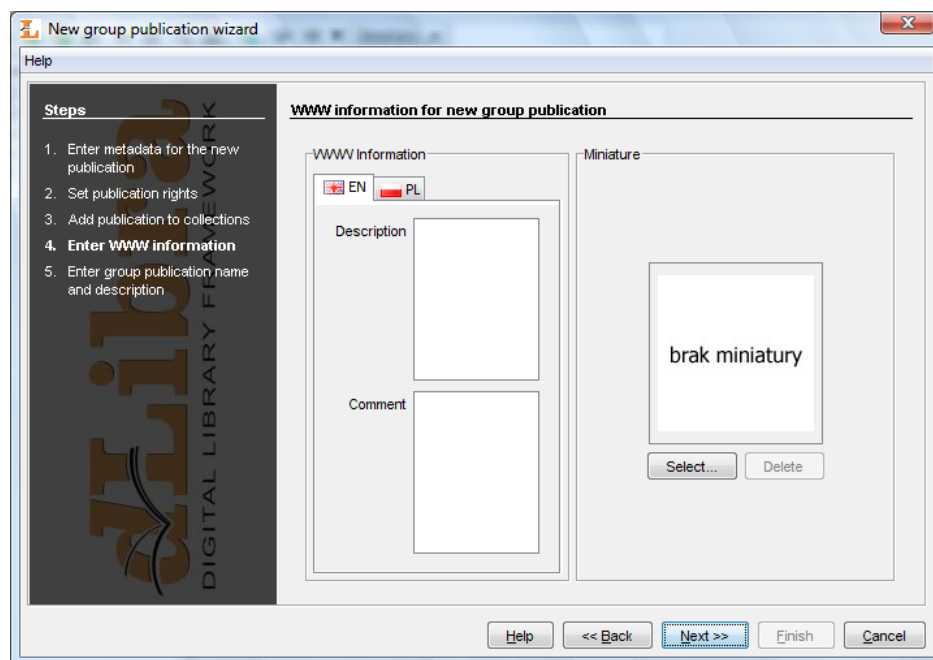 New group publication wizard
Help
Steps
1. Enter metadata for the new
publication
2. Set publication rights
3. Add publication to collections
4. Enter WWW information
5. Enter group publication name
and description
dLibra
DIGITAL LIBRARY FRAMEWORK
WWW information for new group publication
WWW Information
EN PL
Description
Comment
Miniature
brak miniatury
Select... Delete
Help << Back Next >> Finish Cancel